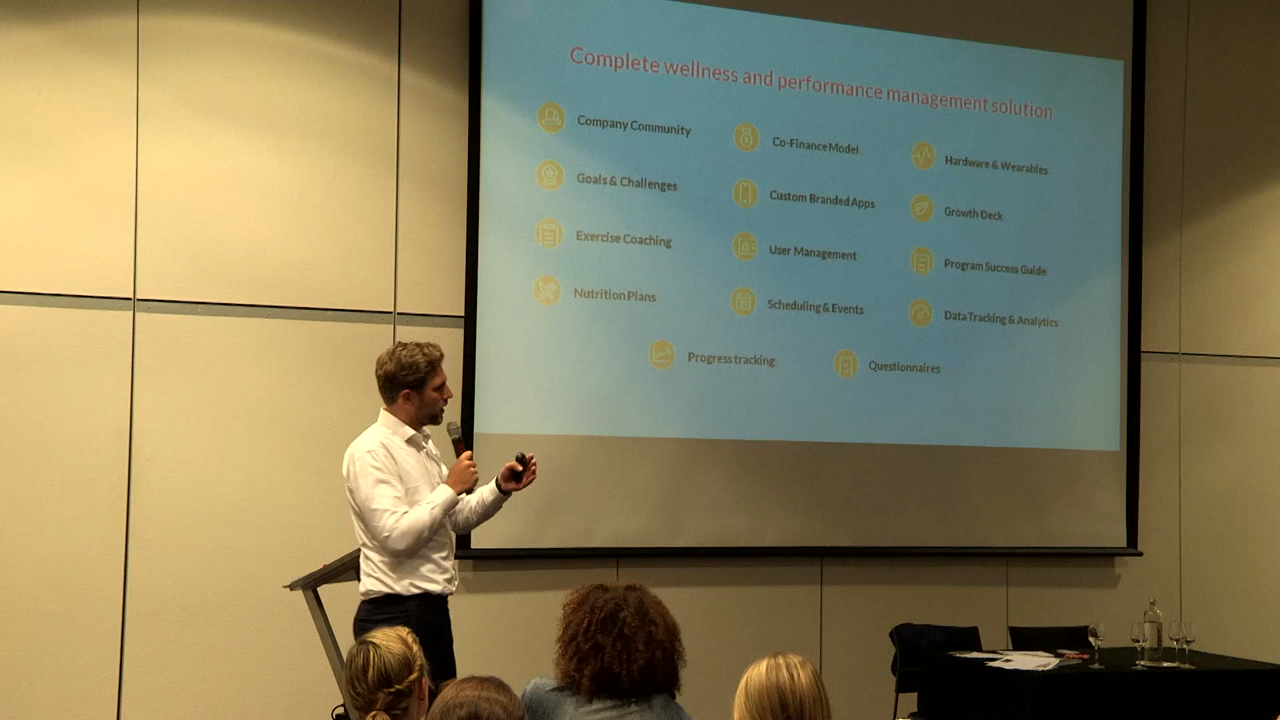 Complete wellness and performance management solution
Company Community
Co-Finance Model
Hardware & Wearables
Goals & Challenges
Custom Branded Apps
Growth Deck
Exercise Coaching
User Management
Program Success Guide
Nutrition Plans
Scheduling & Events
Data Tracking & Analytics
Progress tracking
Questionnaires